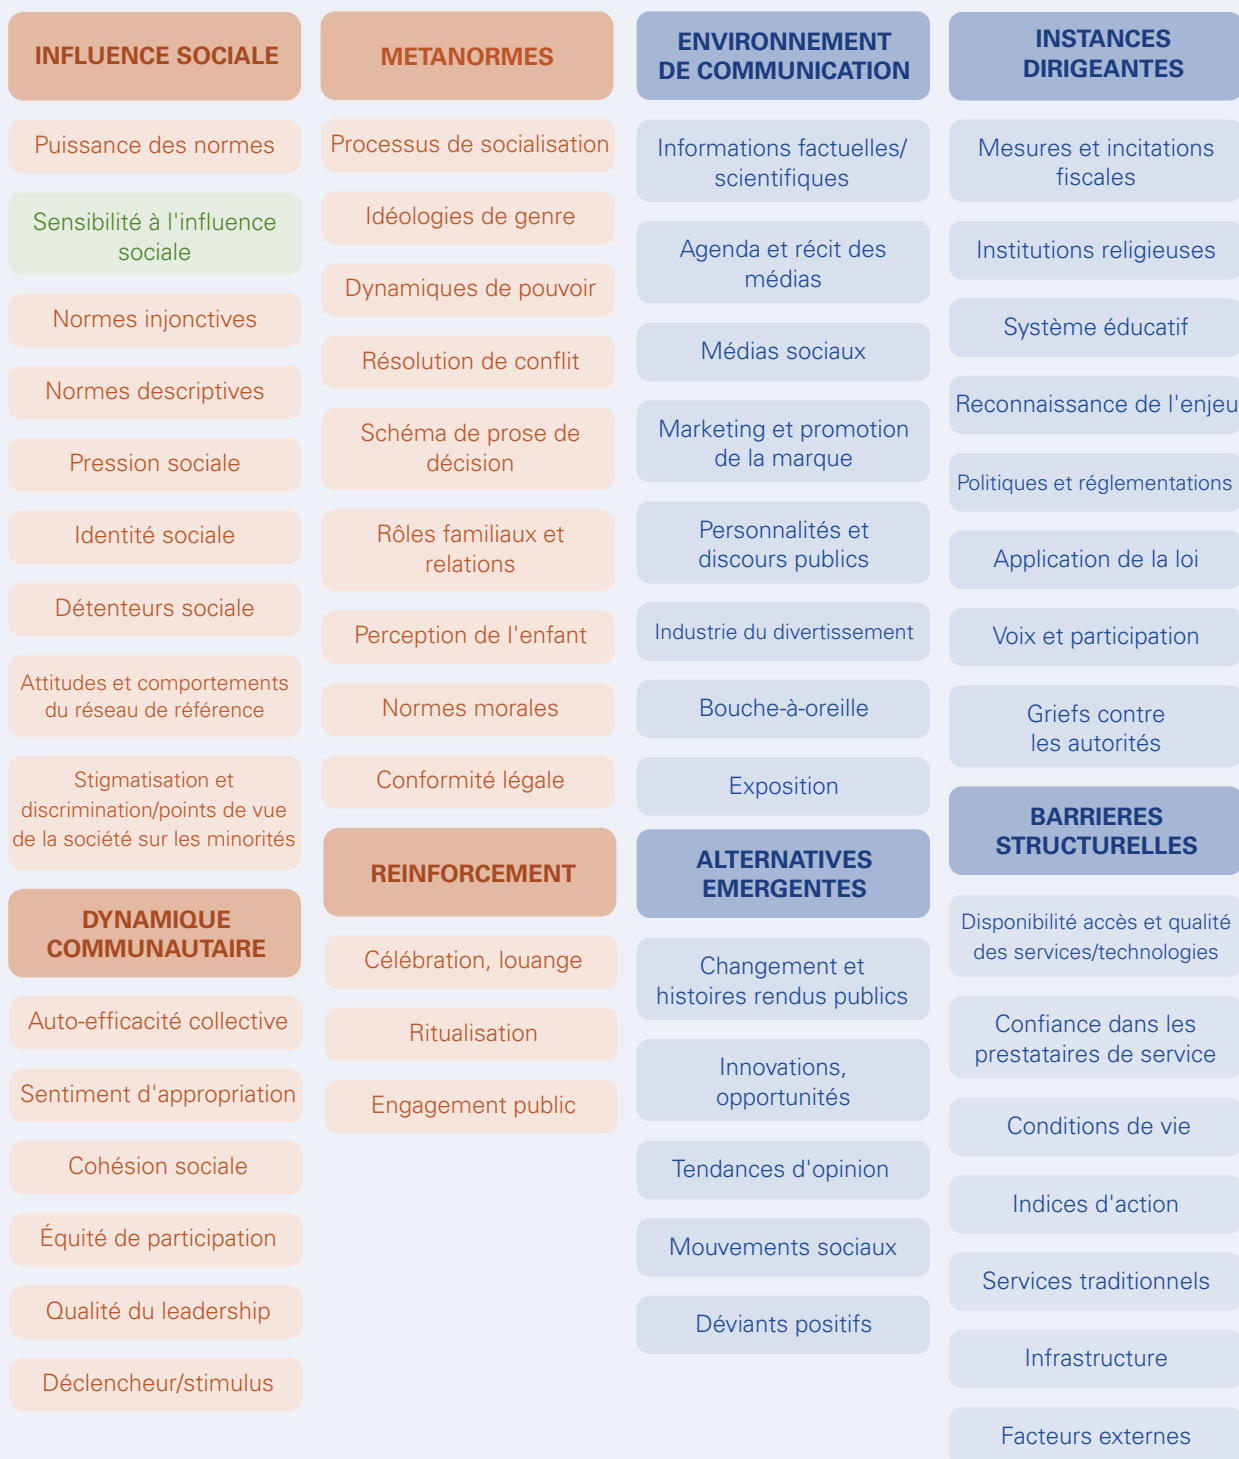 INFLUENCE SOCIALE
Puissance des normes
Sensibilité à l'influence
sociale
Normes injonctives
Normes descriptives
Pression sociale
Identité sociale
Détenteurs sociale
Attitudes et comportements
du réseau de référence
Stigmatisation et
discrimination/points de vue
de la société sur les minorités
DYNAMIQUE
COMMUNAUTAIRE
Auto-efficacité collective
Sentiment d'appropriation
Cohésion sociale
Équité de participation
Qualité du leadership
Déclencheur/stimulus
METANORMES
Processus de socialisation
Idéologies de genre
Dynamiques de pouvoir
Résolution de conflit
Schéma de prose de
décision
Rôles familiaux et
relations
Perception de l'enfant
Normes morales
Conformité légale
REINFORCEMENT
Célébration, louange
Ritualisation
Engagement public
ENVIRONNEMENT
DE COMMUNICATION
Informations factuelles/
scientifiques
Agenda et récit des
médias
Médias sociaux
Marketing et promotion
de la marque
Personnalités et
discours publics
Industrie du divertissement
Bouche-à-oreille
Exposition
ALTERNATIVES
EMERGENTES
Changement et
histoires rendus publics
Innovations,
opportunités
Tendances d'opinion
Mouvements sociaux
Déviants positifs
INSTANCES
DIRIGEANTES
Mesures et incitations
fiscales
Institutions religieuses
Système éducatif
Reconnaissance de l'enjeu
Politiques et réglementations
Application de la loi
Voix et participation
Griefs contre
les autorités
BARRIERES
STRUCTURELLES
Disponibilité accès et qualité
des services/technologies
Confiance dans les
prestataires de service
Conditions de vie
Indices d'action
Services traditionnels
Infrastructure
Facteurs externes